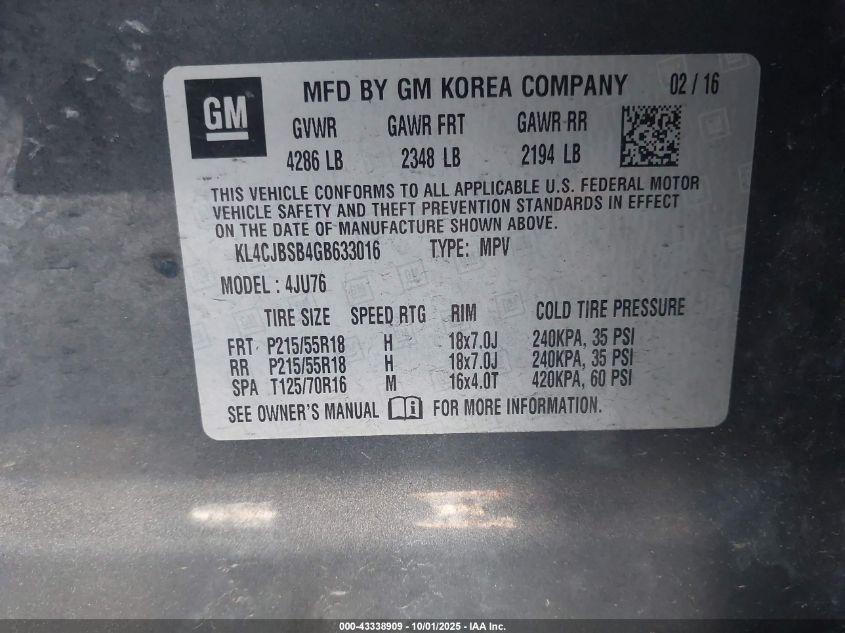 GM
MFD BY GM KOREA COMPANY 02 / 16
GVWR GAWR FRT GAWR RR
4286 LB 2348 LB 2194 LB
THIS VEHICLE CONFORMS TO ALL APPLICABLE U.S. FEDERAL MOTOR
VEHICLE SAFETY AND THEFT PREVENTION STANDARDS IN EFFECT
ON THE DATE OF MANUFACTURE SHOWN ABOVE.
KL4CJBSB4GB633016 TYPE: MPV
MODEL : 4JU76
TIRE SIZE SPEED RTG RIM COLD TIRE PRESSURE
FRT P215/55R18 H 18x7.0J 240KPA, 35 PSI
RR P215/55R18 H 18x7.0J 240KPA, 35 PSI
SPA T125/70R16 M 16x4.0T 420KPA, 60 PSI
SEE OWNER'S MANUAL FOR MORE INFORMATION.
000-43338909 - 10/01/2025 - IAA Inc.